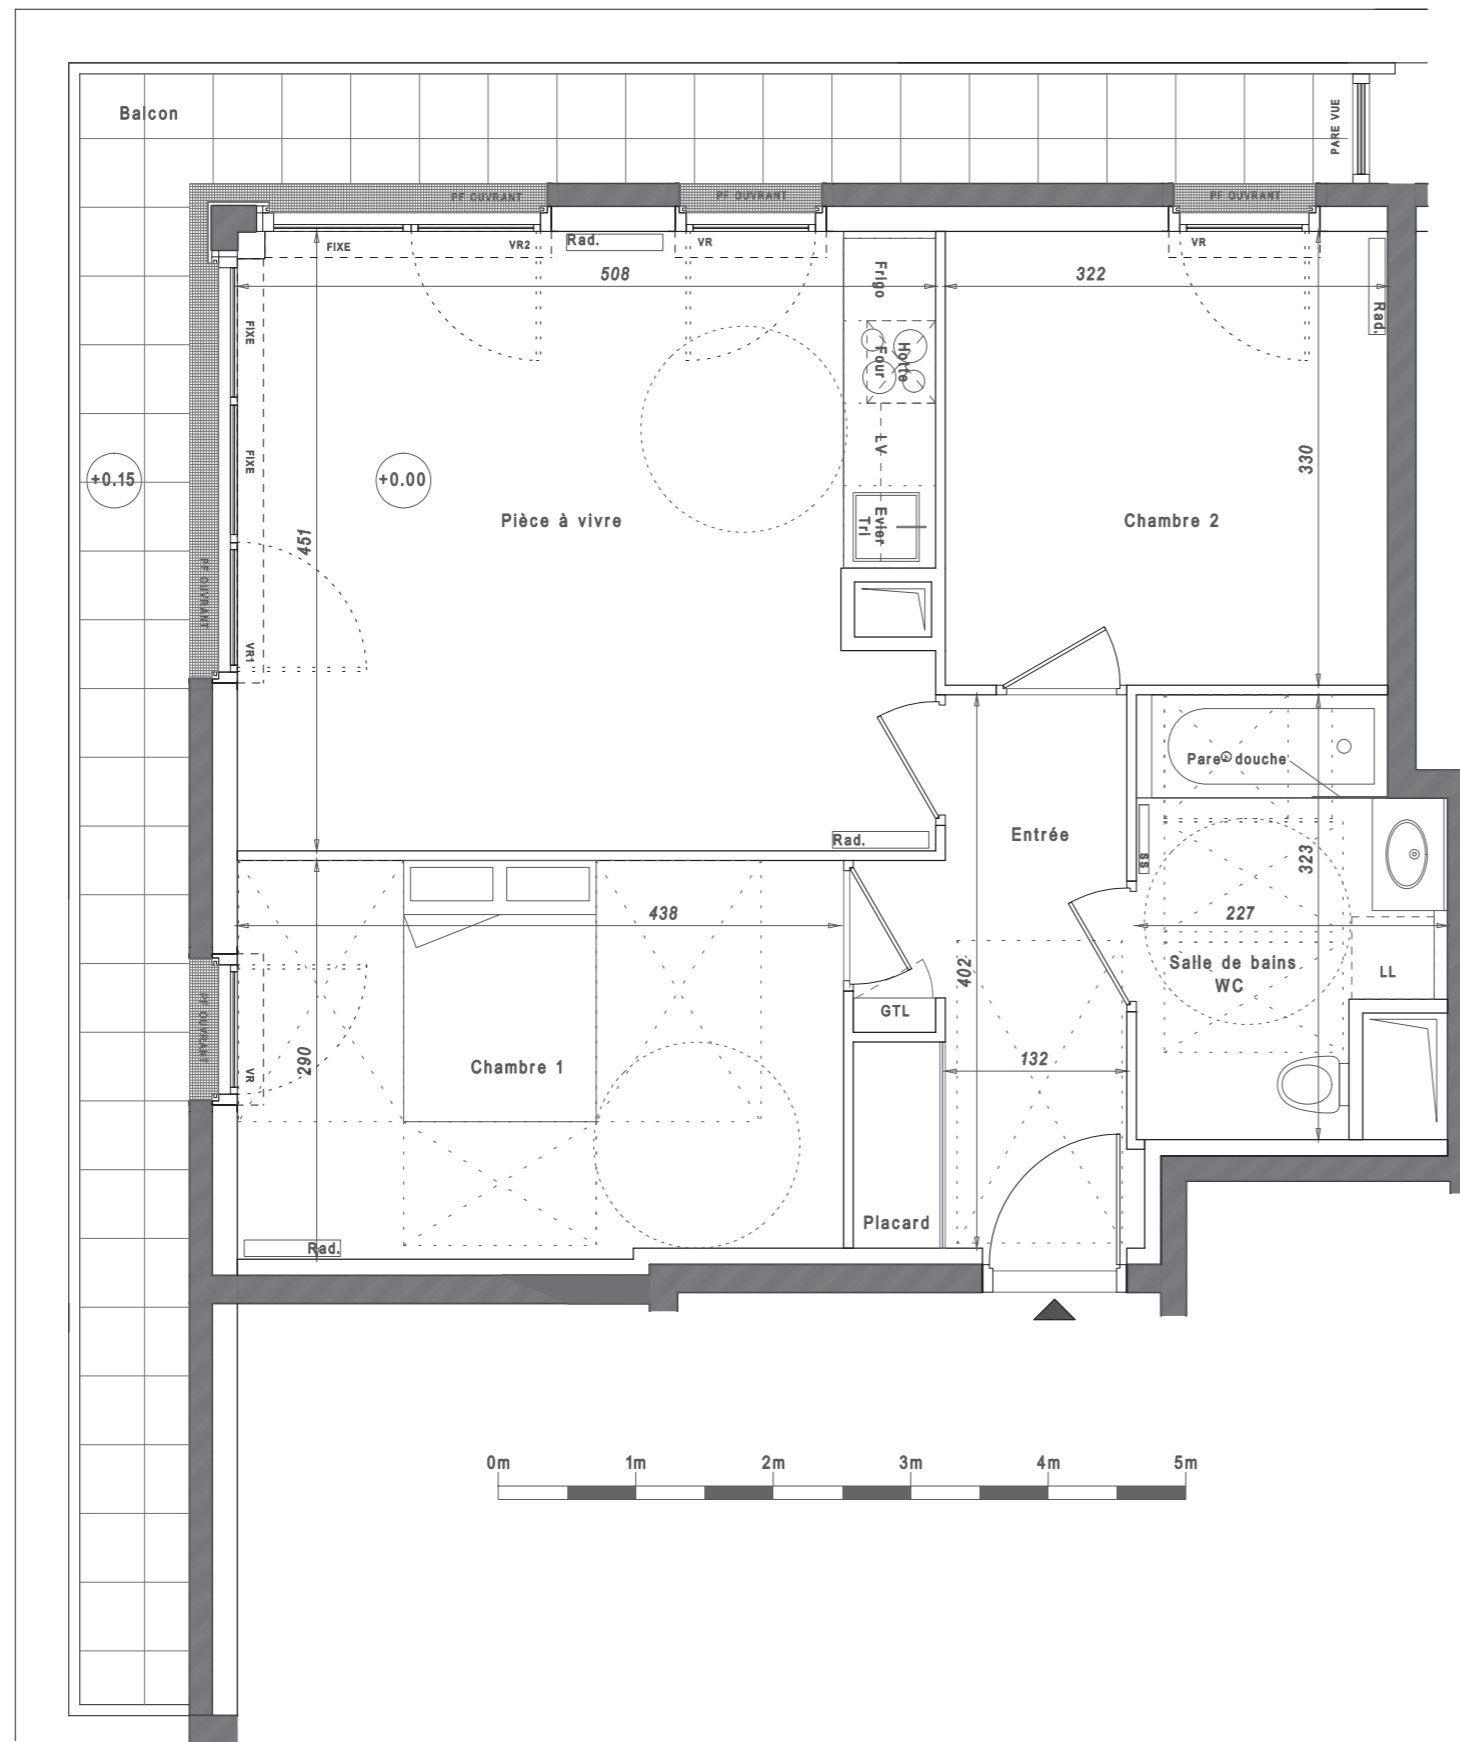 Balcon
PARE VUE
PF OUVRANT
PF OUVRANT
PF OUVRANT
FIXE
VR2
Rad.
VR
VR
508
322
Frigo
Rad.
FIXE
Hotte
Four
FIXE
LV
330
+0.15
+0.00
Pièce à vivre
Evier
Tri
Chambre 2
451
PF OUVRANT
VR1
Pare douche
Rad.
Entrée
SS
323
438
227
402
Salle de bains
WC
LL
GTL
PF OUVRANT
290
VR
Chambre 1
132
Placard
Rad.
0m
1m
2m
3m
4m
5m